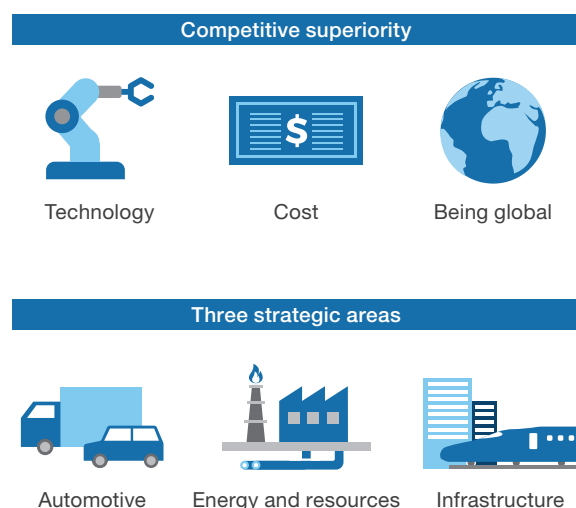 Competitive superiority
$
Technology
Cost
Being global
Three strategic areas
Automotive
Energy and resources
Infrastructure